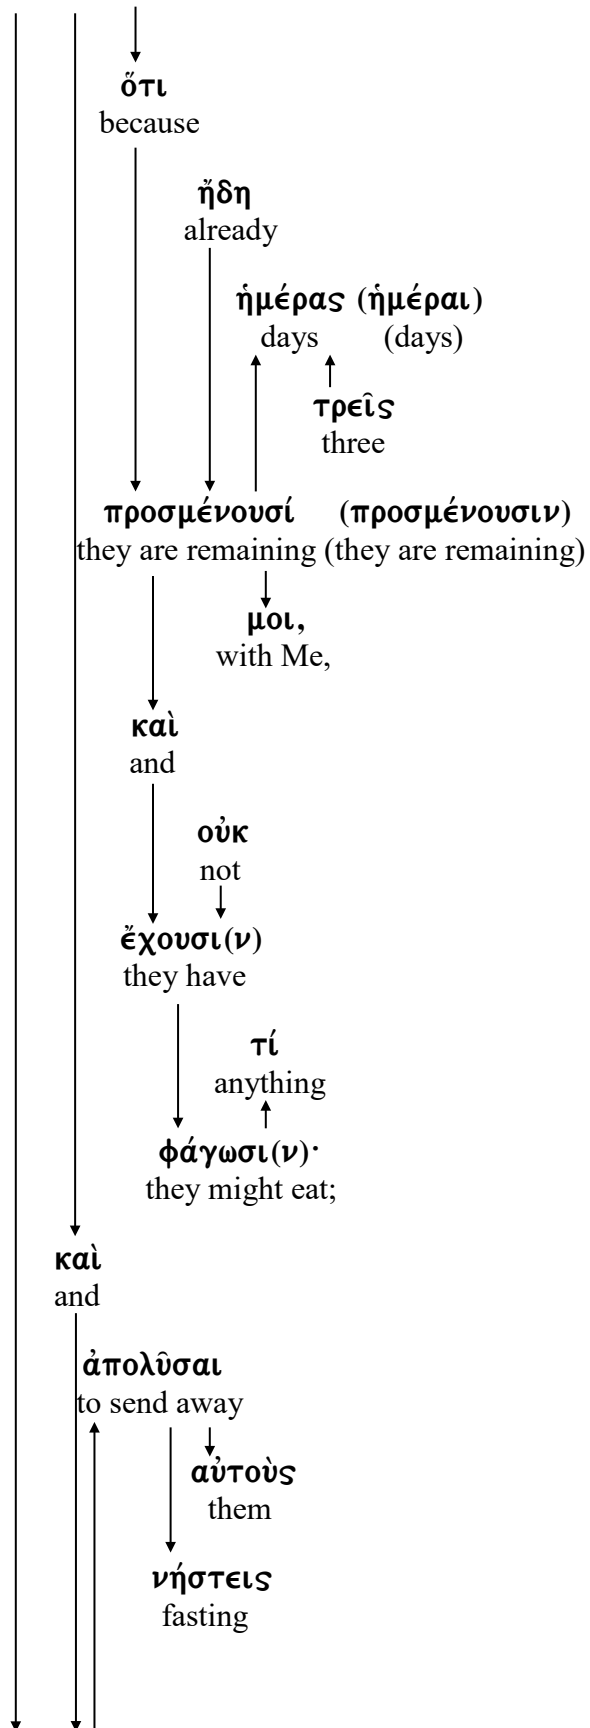 ὅτι
because
ἤδη
already
ἡμέρας (ἡμέραι)
days (days)
τρεῖς
three
προσμένουσί (προσμένουσιν)
they are remaining (they are remaining)
μοι,
with Me,
καὶ
and
οὐκ
not
ἔχουσι(ν)
they have
τί
anything
φάγωσι(ν)·
they might eat;
καὶ
and
ἀπολῦσαι
to send away
αὐτοὺς
them
νήστεις
fasting